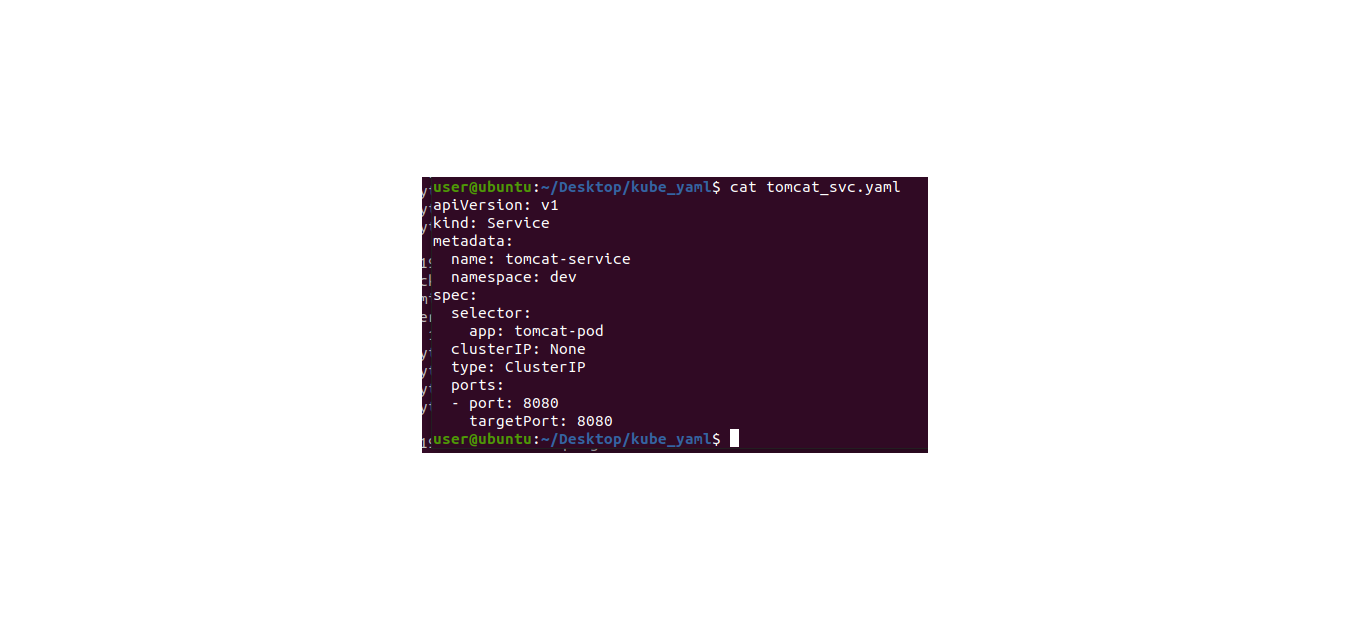 user@ubuntu:~/Desktop/kube_yaml$ cat tomcat_svc.yaml
apiVersion: v1
kind: Service
metadata:
  name: tomcat-service
  namespace: dev
spec:
  selector:
    app: tomcat-pod
  clusterIP: None
  type: ClusterIP
  ports:
  - port: 8080
    targetPort: 8080
user@ubuntu:~/Desktop/kube_yaml$